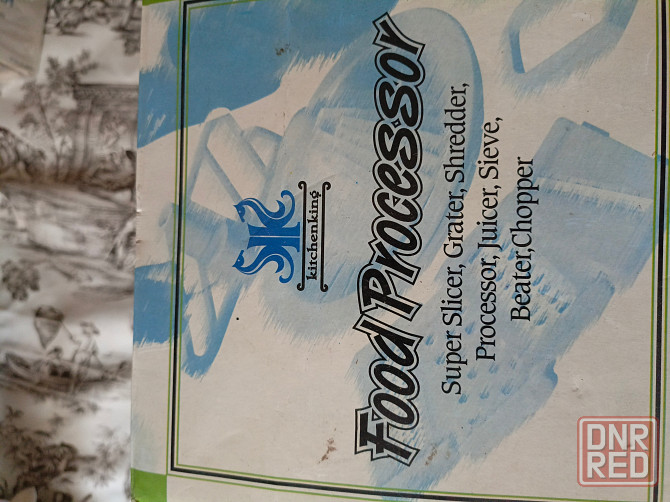 kitchenking
Food Processor
Super Slicer, Grater, Shredder,
Processor, Juicer, Sieve,
Beater,Chopper
DNR
RED